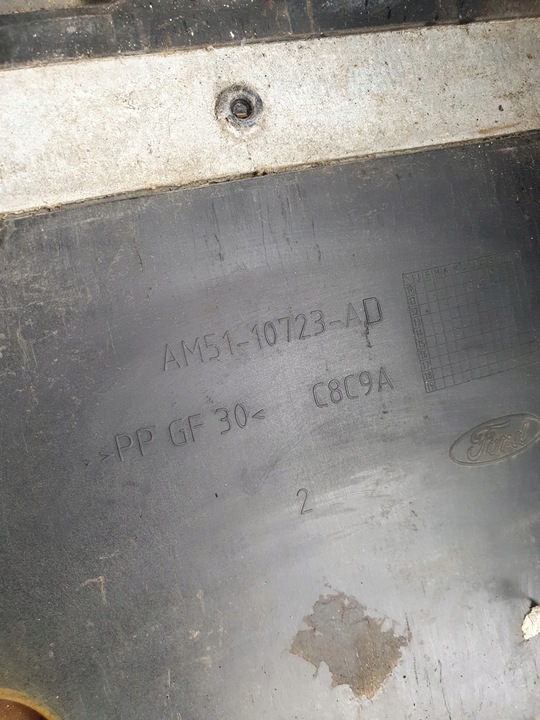 AM51-10723-AD
>PP GF 30< C8C9A
Ford
2